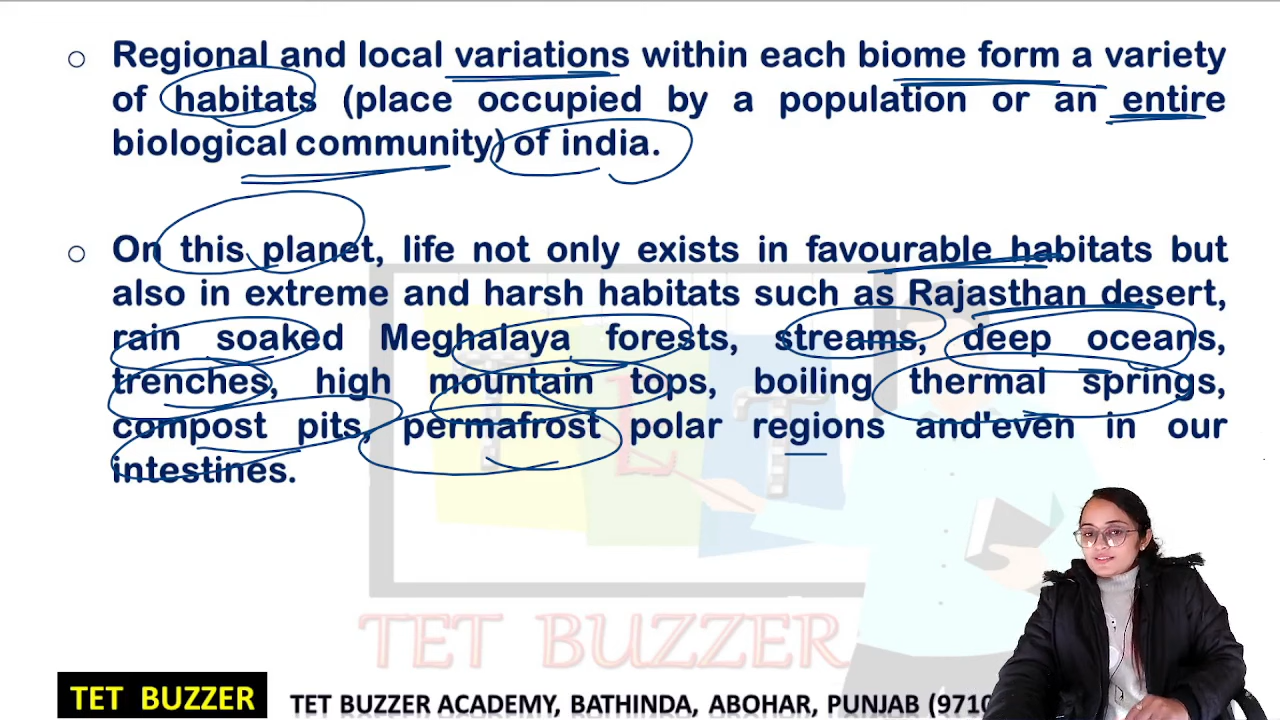 Regional and local variations within each biome form a variety
of habitats (place occupied by a population or an entire
biological community) of india.
On this planet, life not only exists in favourable habitats but
also in extreme and harsh habitats such as Rajasthan desert,
rain soaked Meghalaya forests, streams, deep oceans,
trenches, high mountain tops, boiling thermal springs,
compost pits, permafrost polar regions and'even in our
intestines.
TLT
TET BUZZER
TET BUZZER
TET BUZZER ACADEMY, BATHINDA, ABOHAR, PUNJAB (9710